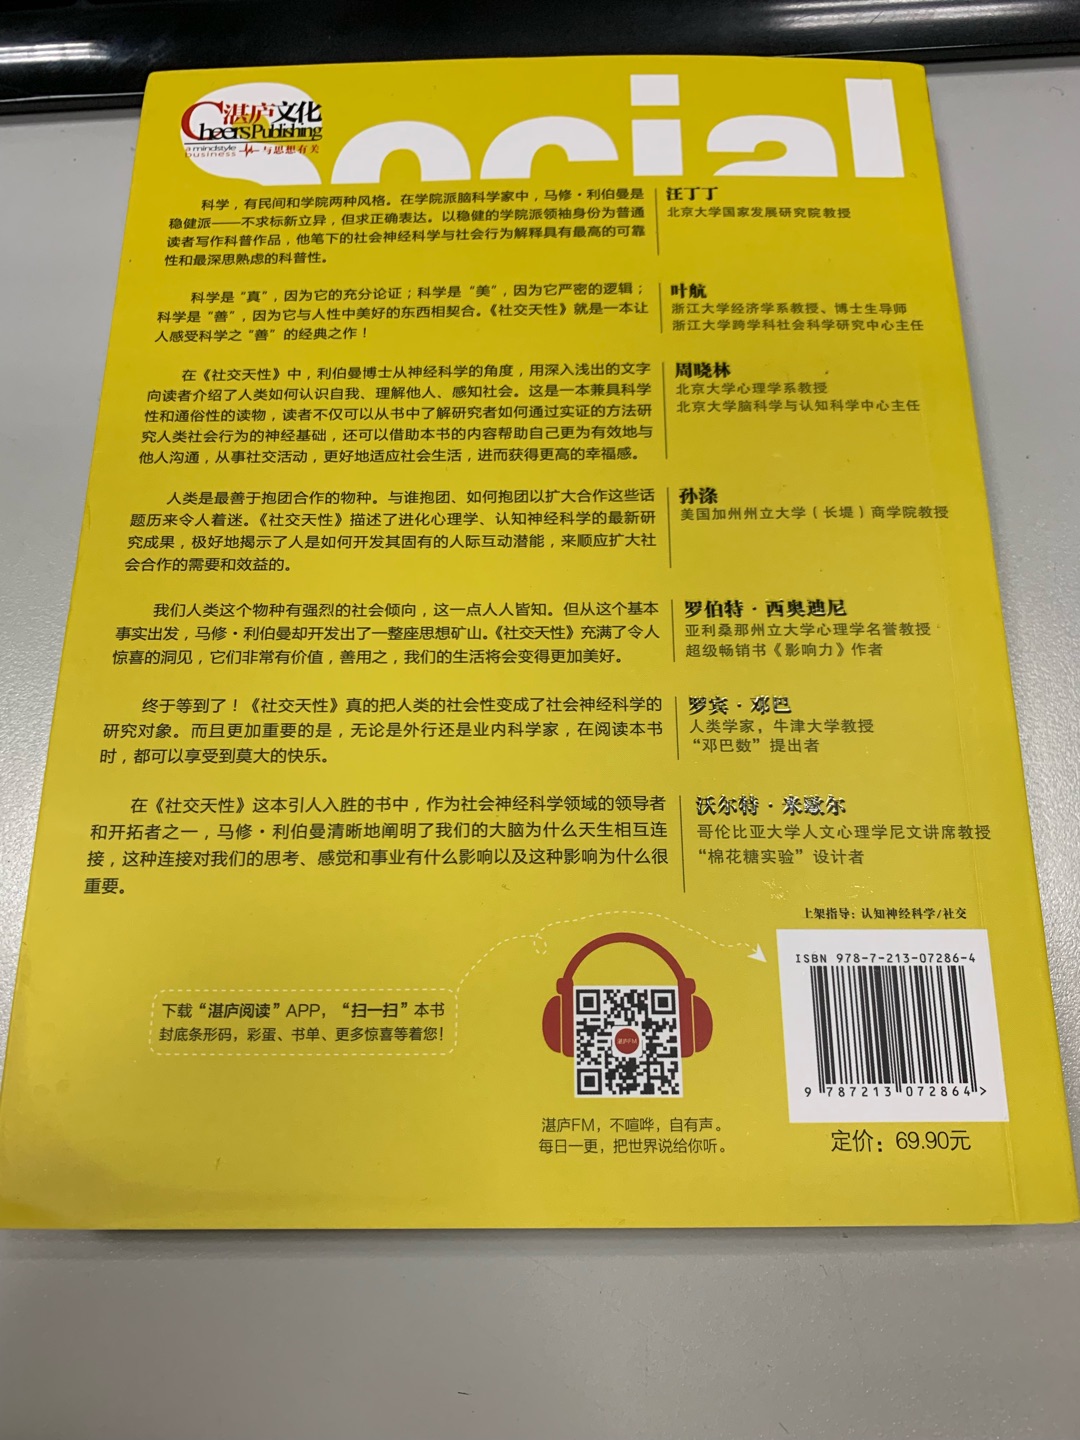 Social
湛庐文化
Cheers Publishing
a mindstyle business
与思想有关
科学，有民间和学院两种风格。在学院派脑科学家中，马修·利伯曼是
稳健派——不求标新立异，但求正确表达。以稳健的学院派领袖身份为普通
读者写作科普作品，他笔下的社会神经科学与社会行为解释具有最高的可靠
性和最深思熟虑的科普性。
汪丁丁
北京大学国家发展研究院教授
科学是“真”，因为它的充分论证；科学是“美”，因为它严密的逻辑；
科学是“善”，因为它与人性中美好的东西相契合。《社交天性》就是一本让
人感受科学之“善”的经典之作！
叶航
浙江大学经济学系教授、博士生导师
浙江大学跨学科社会科学研究中心主任
在《社交天性》中，利伯曼博士从神经科学的角度，用深入浅出的文字
向读者介绍了人类如何认识自我、理解他人、感知社会。这是一本兼具科学
性和通俗性的读物，读者不仅可以从书中了解研究者如何通过实证的方法研
究人类社会行为的神经基础，还可以借助本书的内容帮助自己更为有效地与
他人沟通，从事社交活动，更好地适应社会生活，进而获得更高的幸福感。
周晓林
北京大学心理学系教授
北京大学脑科学与认知科学中心主任
人类是最善于抱团合作的物种。与谁抱团、如何抱团以扩大合作这些话
题历来令人着迷。《社交天性》描述了进化心理学、认知神经科学的最新研
究成果，极好地揭示了人是如何开发其固有的人际互动潜能，来顺应扩大社
会合作的需要和效益的。
孙涤
美国加州州立大学（长堤）商学院教授
我们人类这个物种有强烈的社会倾向，这一点人人皆知。但从这个基本
事实出发，马修·利伯曼却开发出了一整座思想矿山。《社交天性》充满了令人
惊喜的洞见，它们非常有价值，善用之，我们的生活将会变得更加美好。
罗伯特·西奥迪尼
亚利桑那州立大学心理学名誉教授
超级畅销书《影响力》作者
终于等到了！《社交天性》真的把人类的社会性变成了社会神经科学的
研究对象。而且更加重要的是，无论是外行还是业内科学家，在阅读本书
时，都可以享受到莫大的快乐。
罗宾·邓巴
人类学家，牛津大学教授
“邓巴数”提出者
在《社交天性》这本引人入胜的书中，作为社会神经科学领域的领导者
和开拓者之一，马修·利伯曼清晰地阐明了我们的大脑为什么天生相互连
接，这种连接对我们的思考、感觉和事业有什么影响以及这种影响为什么很
重要。
沃尔特·米歇尔
哥伦比亚大学人文心理学尼文讲席教授
“棉花糖实验”设计者
上架指导：认知神经科学/社交
ISBN 978-7-213-07286-4
9 787213 072864 >
定价：69.90元
下载“湛庐阅读”APP，“扫一扫”本书
封底条形码，彩蛋、书单、更多惊喜等着您！
湛庐FM
湛庐FM，不喧哗，自有声。
每日一更，把世界说给你听。